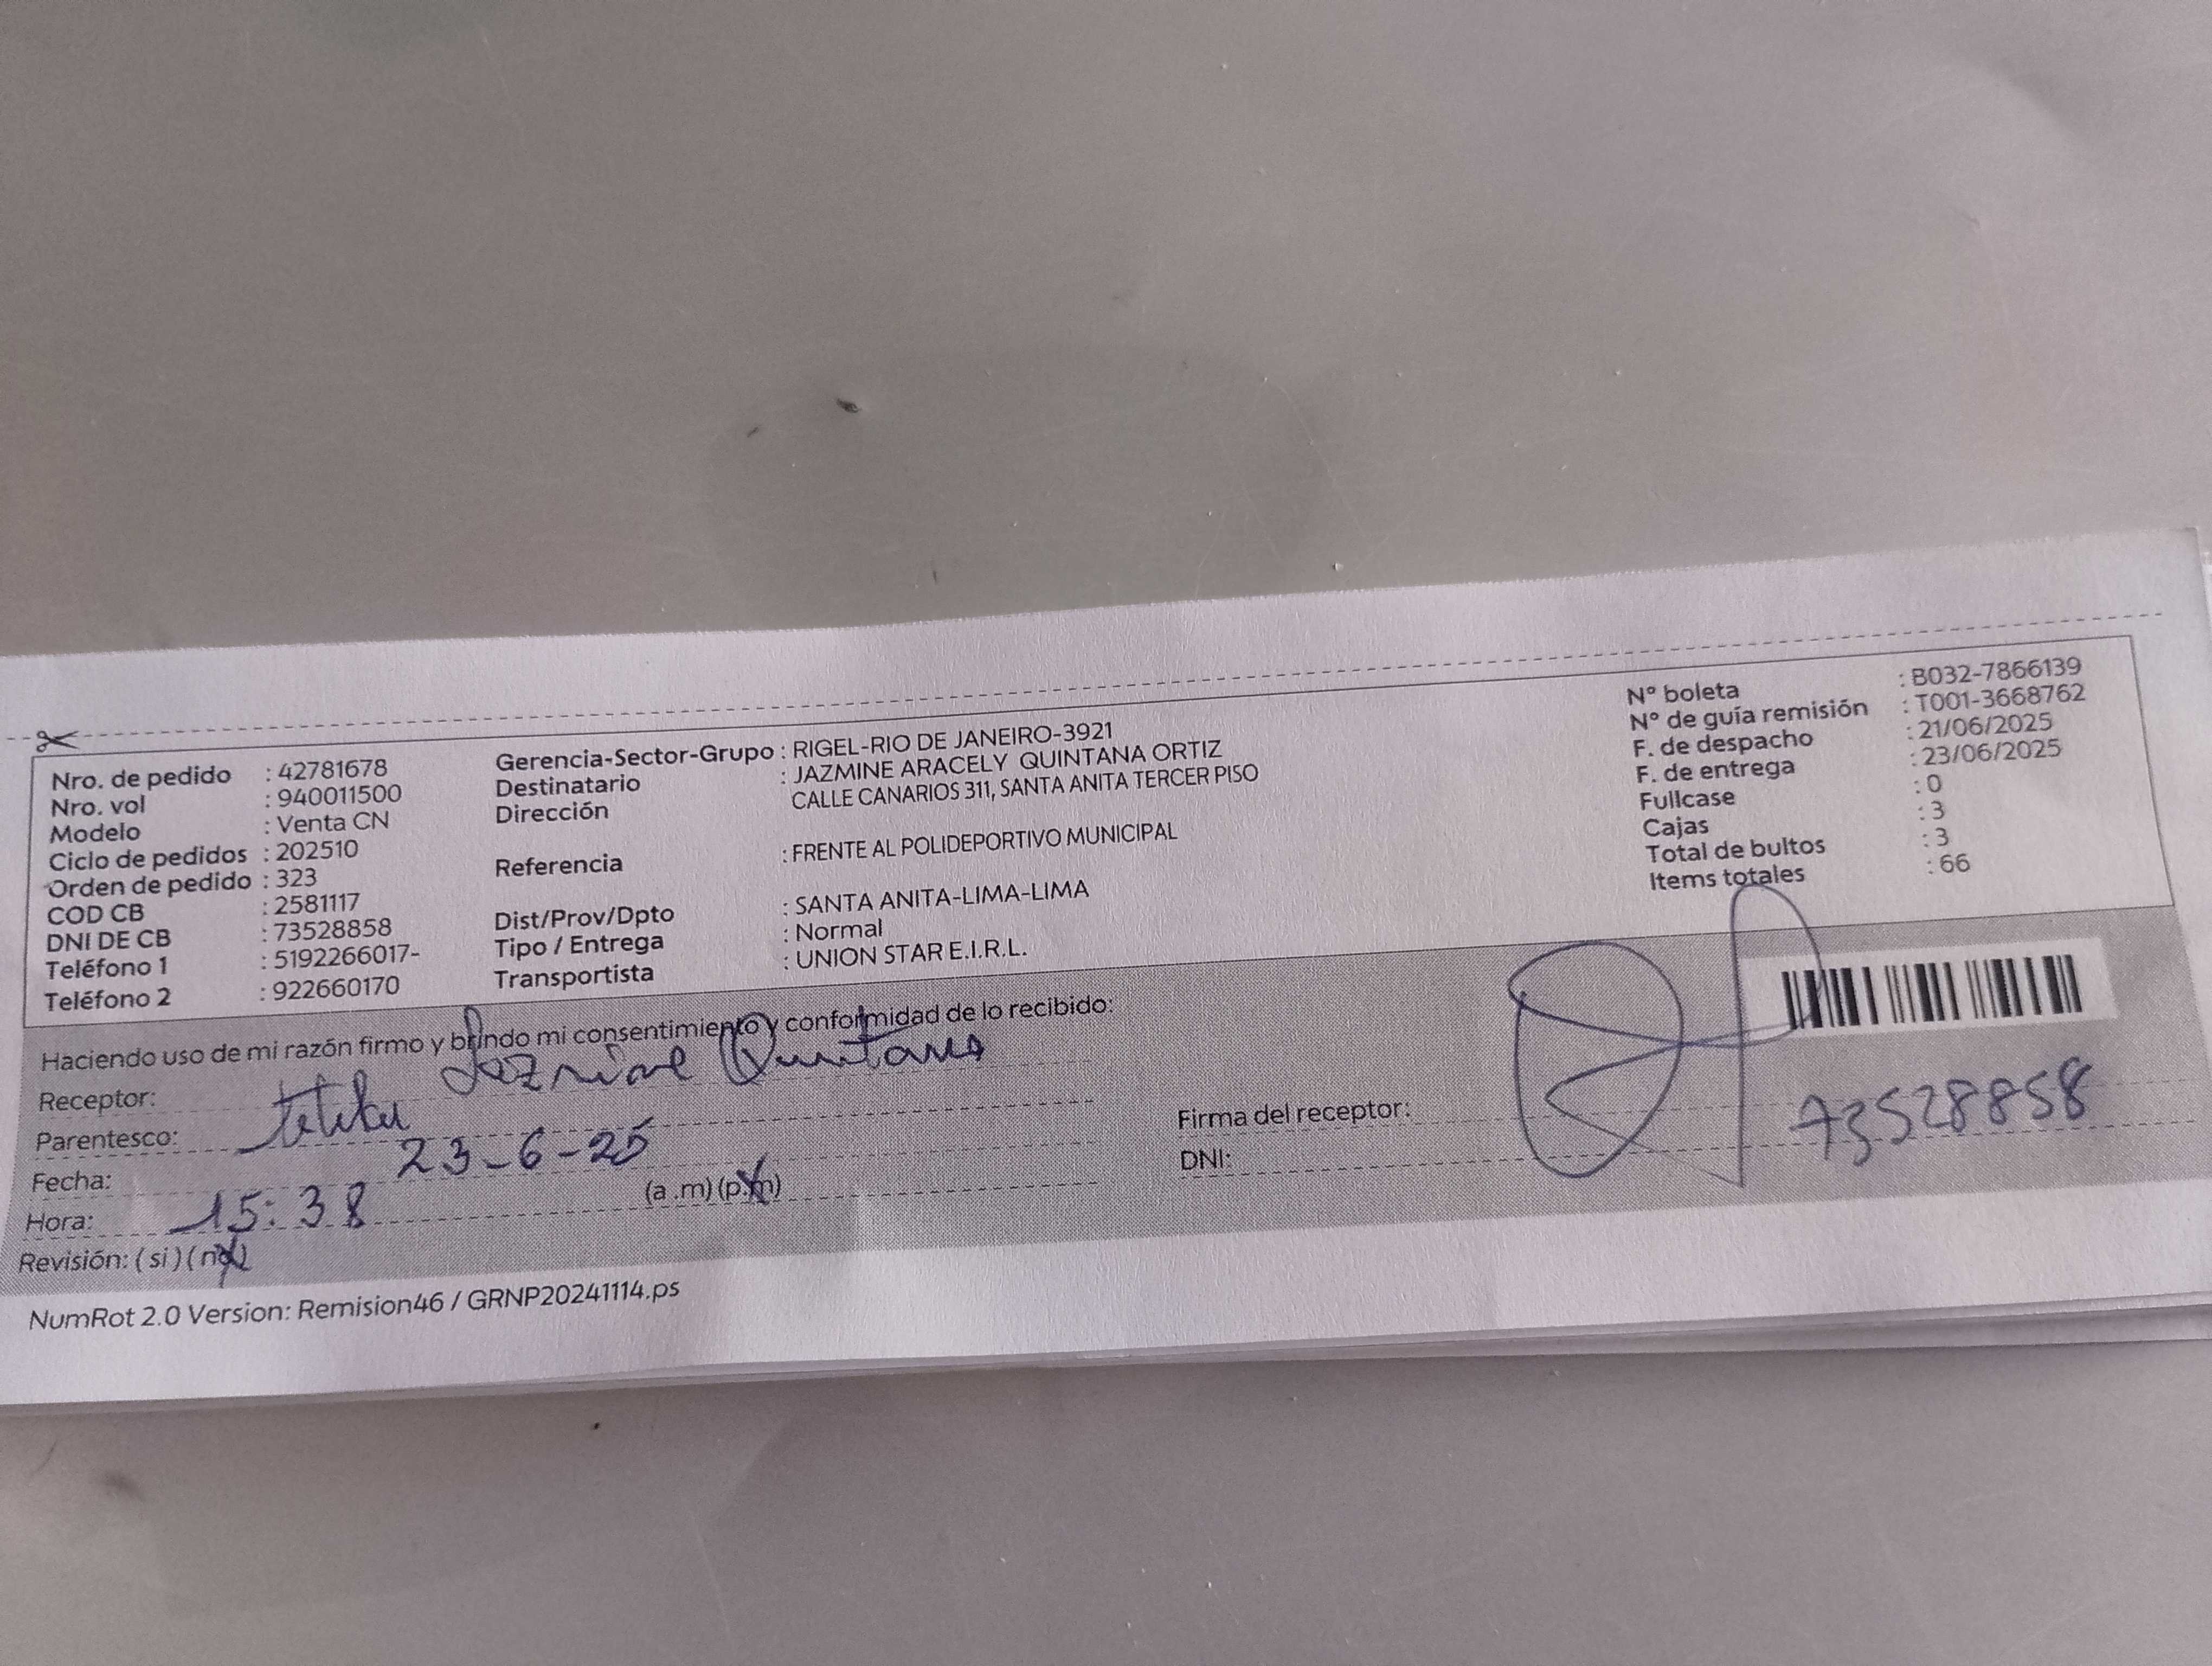 Nro. de pedido : 42781678
Nro. vol : 940011500
Modelo : Venta CN
Ciclo de pedidos : 202510
Orden de pedido : 323
COD CB : 2581117
DNI DE CB : 73528858
Teléfono 1 : 5192266017-
Teléfono 2 : 922660170
Gerencia-Sector-Grupo : RIGEL-RIO DE JANEIRO-3921
Destinatario : JAZMINE ARACELY QUINTANA ORTIZ
Dirección CALLE CANARIOS 311, SANTA ANITA TERCER PISO
Referencia : FRENTE AL POLIDEPORTIVO MUNICIPAL
Dist/Prov/Dpto : SANTA ANITA-LIMA-LIMA
Tipo / Entrega : Normal
Transportista : UNION STAR E.I.R.L.
N° boleta : B032-7866139
N° de guía remisión : T001-3668762
F. de despacho : 21/06/2025
F. de entrega : 23/06/2025
Fullcase : 0
Cajas : 3
Total de bultos : 3
Items totales : 66
Haciendo uso de mi razón firmo y brindo mi consentimiento y conformidad de lo recibido:
Receptor: Jazmine Quintana
Parentesco:
Fecha: 23-6-25
Hora: 15:38 (a .m) (p.m)
Revisión: ( si ) ( no )
Firma del receptor:
DNI: 73528858
NumRot 2.0 Version: Remision46 / GRNP20241114.ps